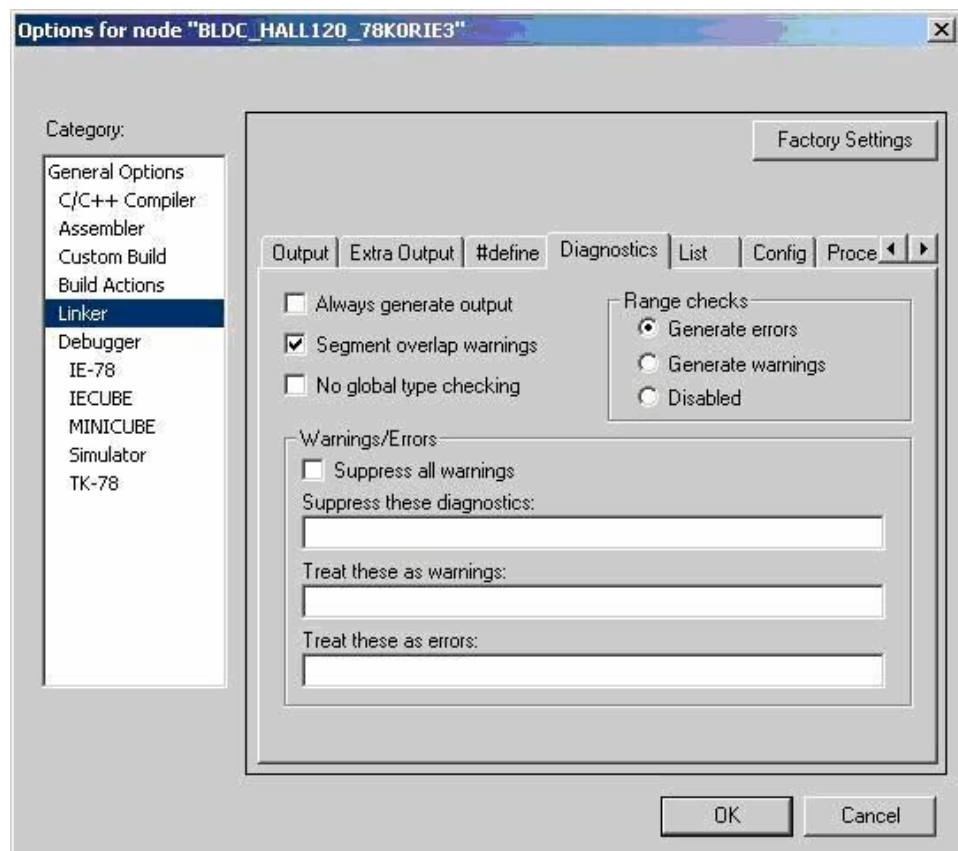 Options for node "BLDC_HALL120_78K0RIE3"
Category:
General Options
C/C++ Compiler
Assembler
Custom Build
Build Actions
Linker
Debugger
IE-78
IECUBE
MINICUBE
Simulator
TK-78
Factory Settings
Output
Extra Output
#define
Diagnostics
List
Config
Proce
Always generate output
Segment overlap warnings
No global type checking
Range checks
Generate errors
Generate warnings
Disabled
Warnings/Errors
Suppress all warnings
Suppress these diagnostics:
Treat these as warnings:
Treat these as errors:
OK
Cancel